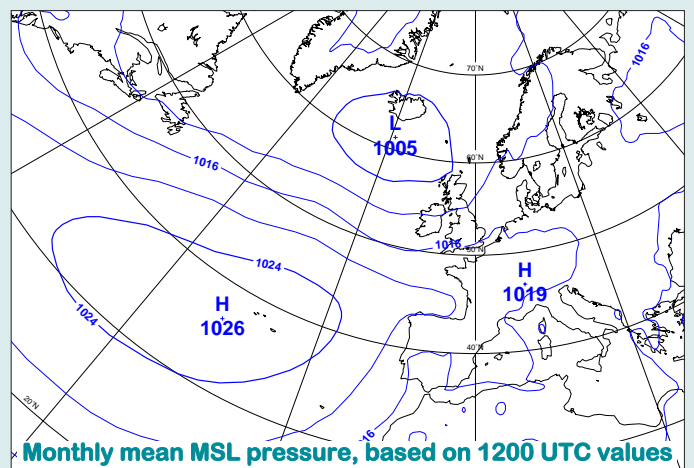 1016
70°N
L
1005
60°N
1016
1016
50°N
1024
H
1019
H
1026
1024
40°N
20°N
16
Monthly mean MSL pressure, based on 1200 UTC values